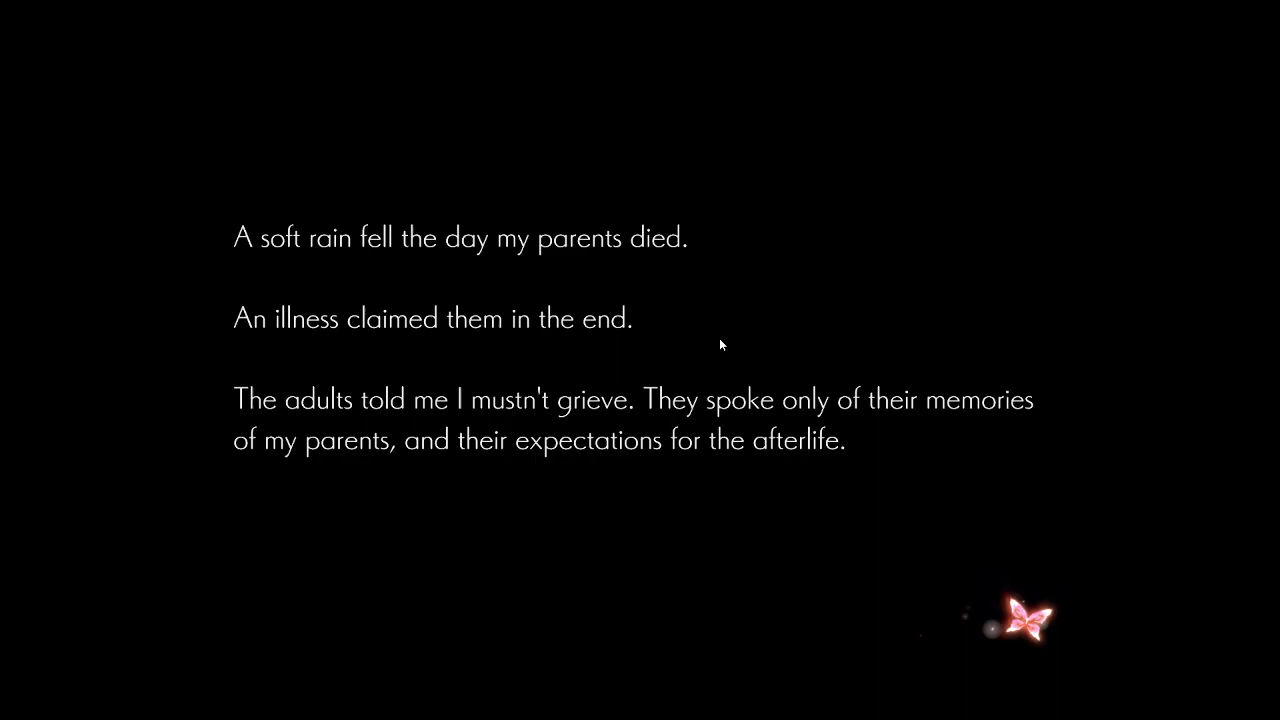 A soft rain fell the day my parents died.
An illness claimed them in the end.
The adults told me I mustn't grieve. They spoke only of their memories
of my parents, and their expectations for the afterlife.